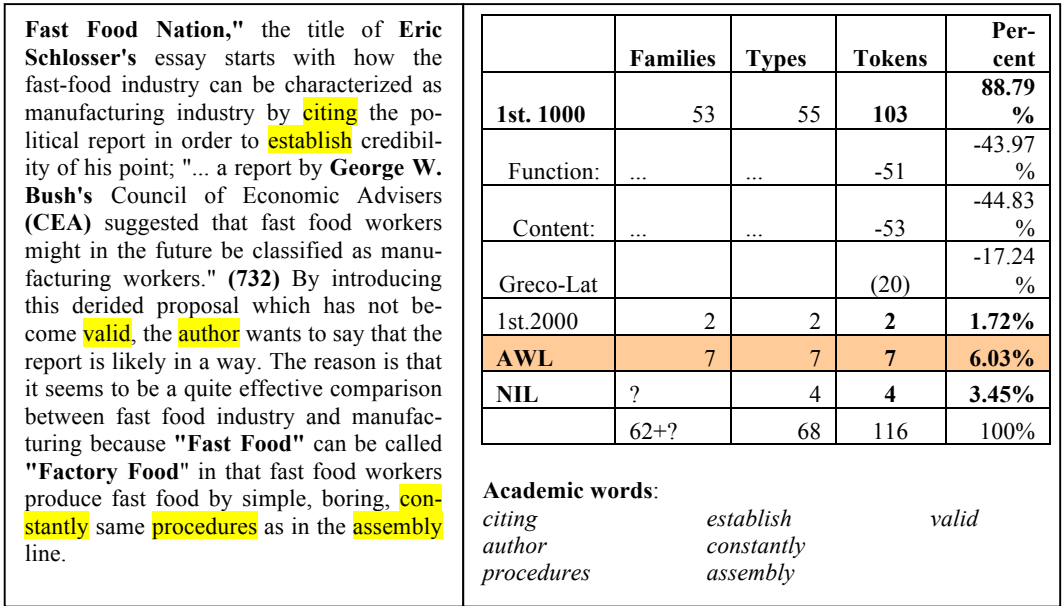 Fast Food Nation," the title of Eric
Schlosser's essay starts with how the
fast-food industry can be characterized as
manufacturing industry by citing the po-
litical report in order to establish credibil-
ity of his point; "... a report by George W.
Bush's Council of Economic Advisers
(CEA) suggested that fast food workers
might in the future be classified as manu-
facturing workers." (732) By introducing
this derided proposal which has not be-
come valid, the author wants to say that the
report is likely in a way. The reason is that
it seems to be a quite effective comparison
between fast food industry and manufac-
turing because "Fast Food" can be called
"Factory Food" in that fast food workers
produce fast food by simple, boring, con-
stantly same procedures as in the assembly
line.
Families Types Tokens Per-
cent
1st. 1000 53 55 103 88.79
%
Function: ... ... -51 -43.97
%
Content: ... ... -53 -44.83
%
Greco-Lat (20) -17.24
%
1st.2000 2 2 2 1.72%
AWL 7 7 7 6.03%
NIL ? 4 4 3.45%
62+? 68 116 100%
Academic words:
citing establish valid
author constantly
procedures assembly